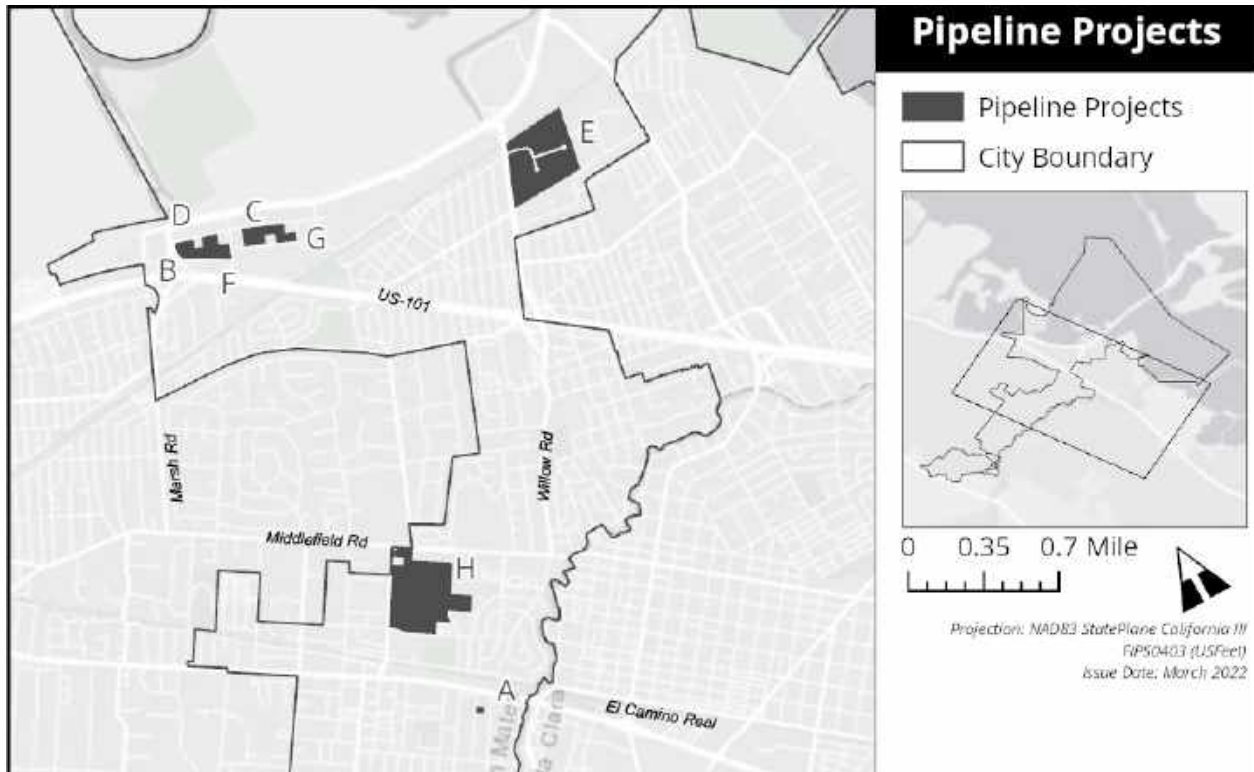 Pipeline Projects
Pipeline Projects
City Boundary
E
D
C
G
B
F
US-101
Marsh Rd
Willow Rd
Middlefield Rd
H
A
El Camino Real
0 0.35 0.7 Mile
Projection: NAD83 StatePlane California III
FIPS0403 (USFeet)
Issue Date: March 2022